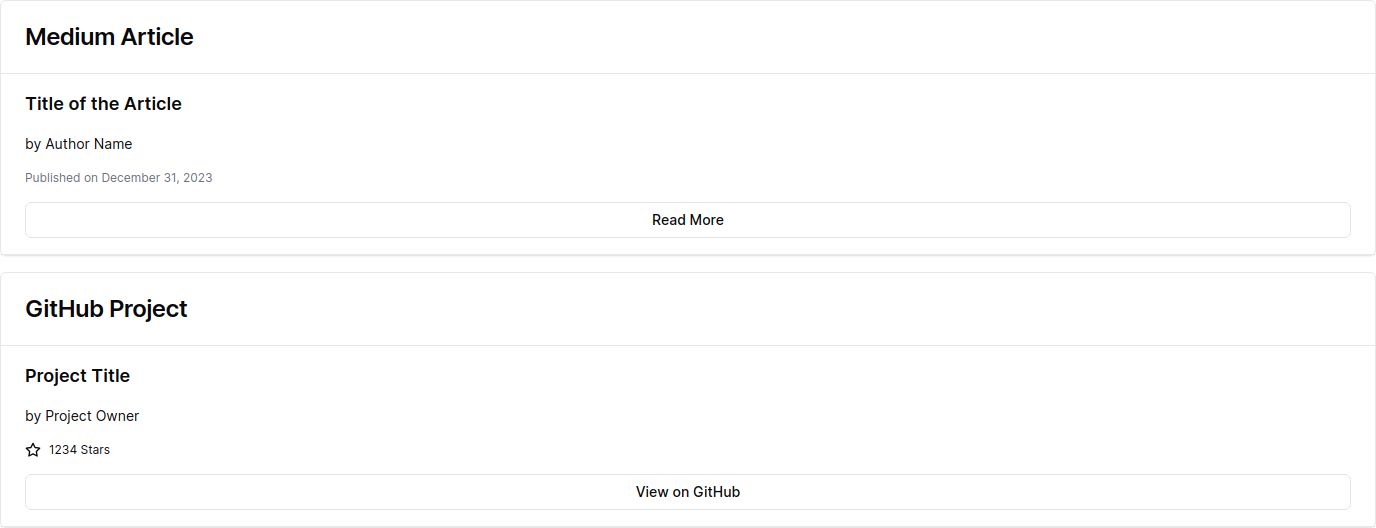 Medium Article
Title of the Article
by Author Name
Published on December 31, 2023
Read More
GitHub Project
Project Title
by Project Owner
1234 Stars
View on GitHub